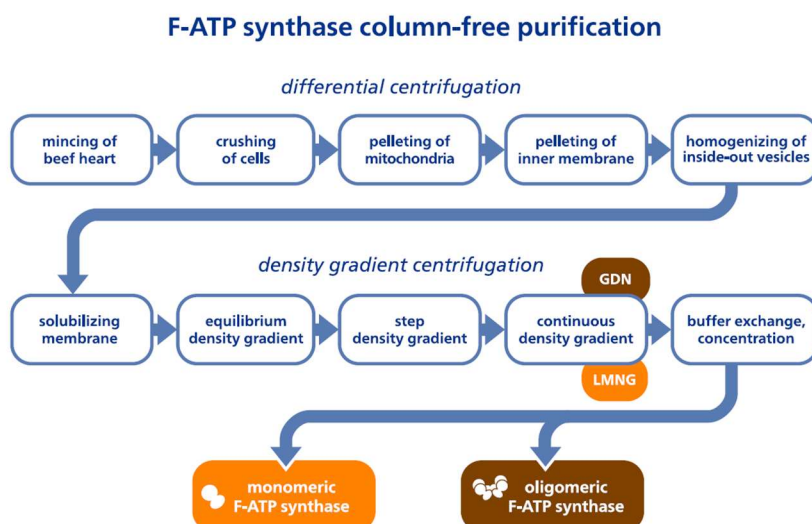 F-ATP synthase column-free purification
differential centrifugation
mincing of
beef heart
crushing
of cells
pelleting of
mitochondria
pelleting of
inner membrane
homogenizing of
inside-out vesicles
density gradient centrifugation
GDN
solubilizing
membrane
equilibrium
density gradient
step
density gradient
continuous
density gradient
buffer exchange,
concentration
LMNG
monomeric
F-ATP synthase
oligomeric
F-ATP synthase